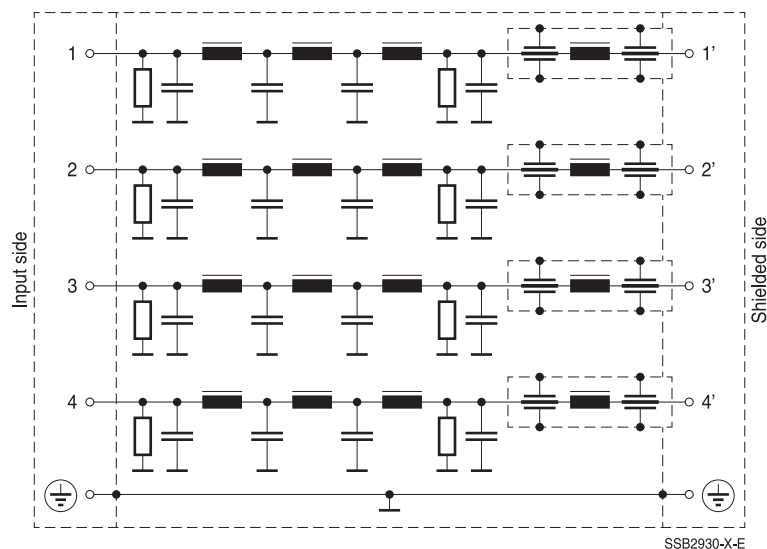 1 1'
2 2'
Input side
Shielded side
3 3'
4 4'
SSB2930-X-E